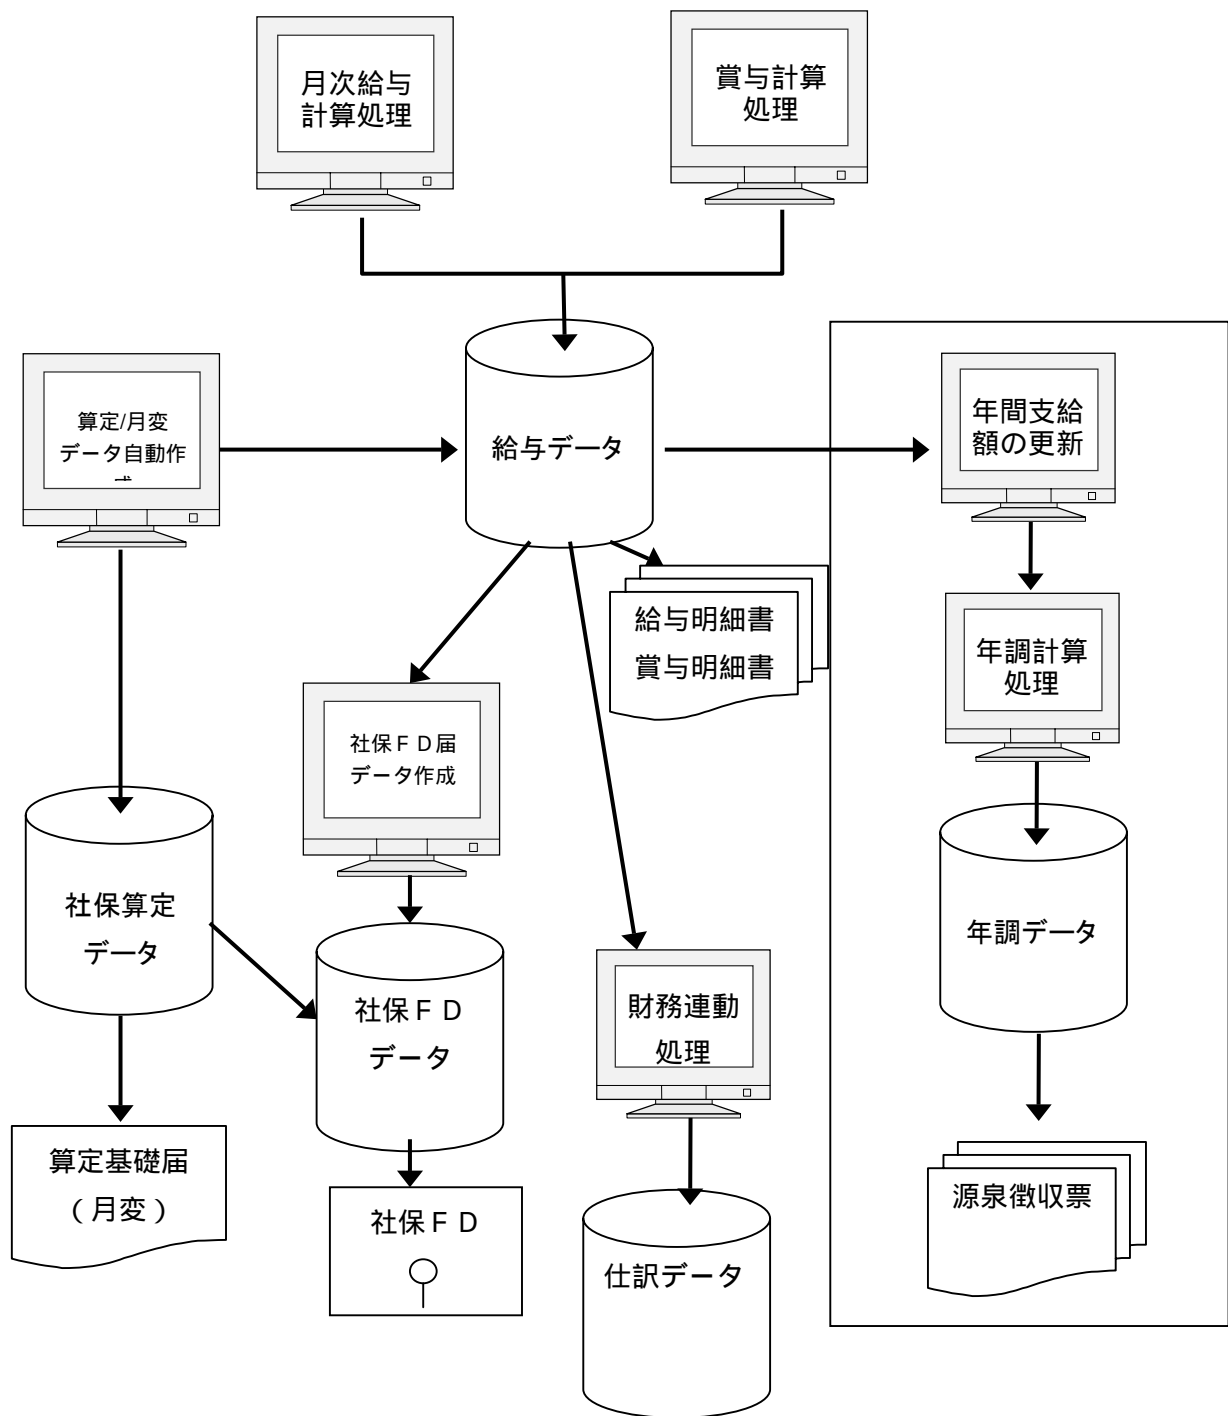 月次給与
計算処理
賞与計算
処理
算定/月変
データ自動作
給与データ
年間支給
額の更新
給与明細書
賞与明細書
年調計算
処理
社保ＦＤ届
データ作成
社保算定
データ
年調データ
社保ＦＤ
データ
財務連動
処理
算定基礎届
（月変）
社保ＦＤ
源泉徴収票
仕訳データ